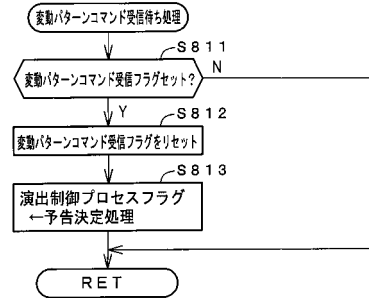 変動パターンコマンド受信待ち処理
S811
変動パターンコマンド受信フラグセット?
N
Y
S812
変動パターンコマンド受信フラグをリセット
S813
演出制御プロセスフラグ
←予告決定処理
RET